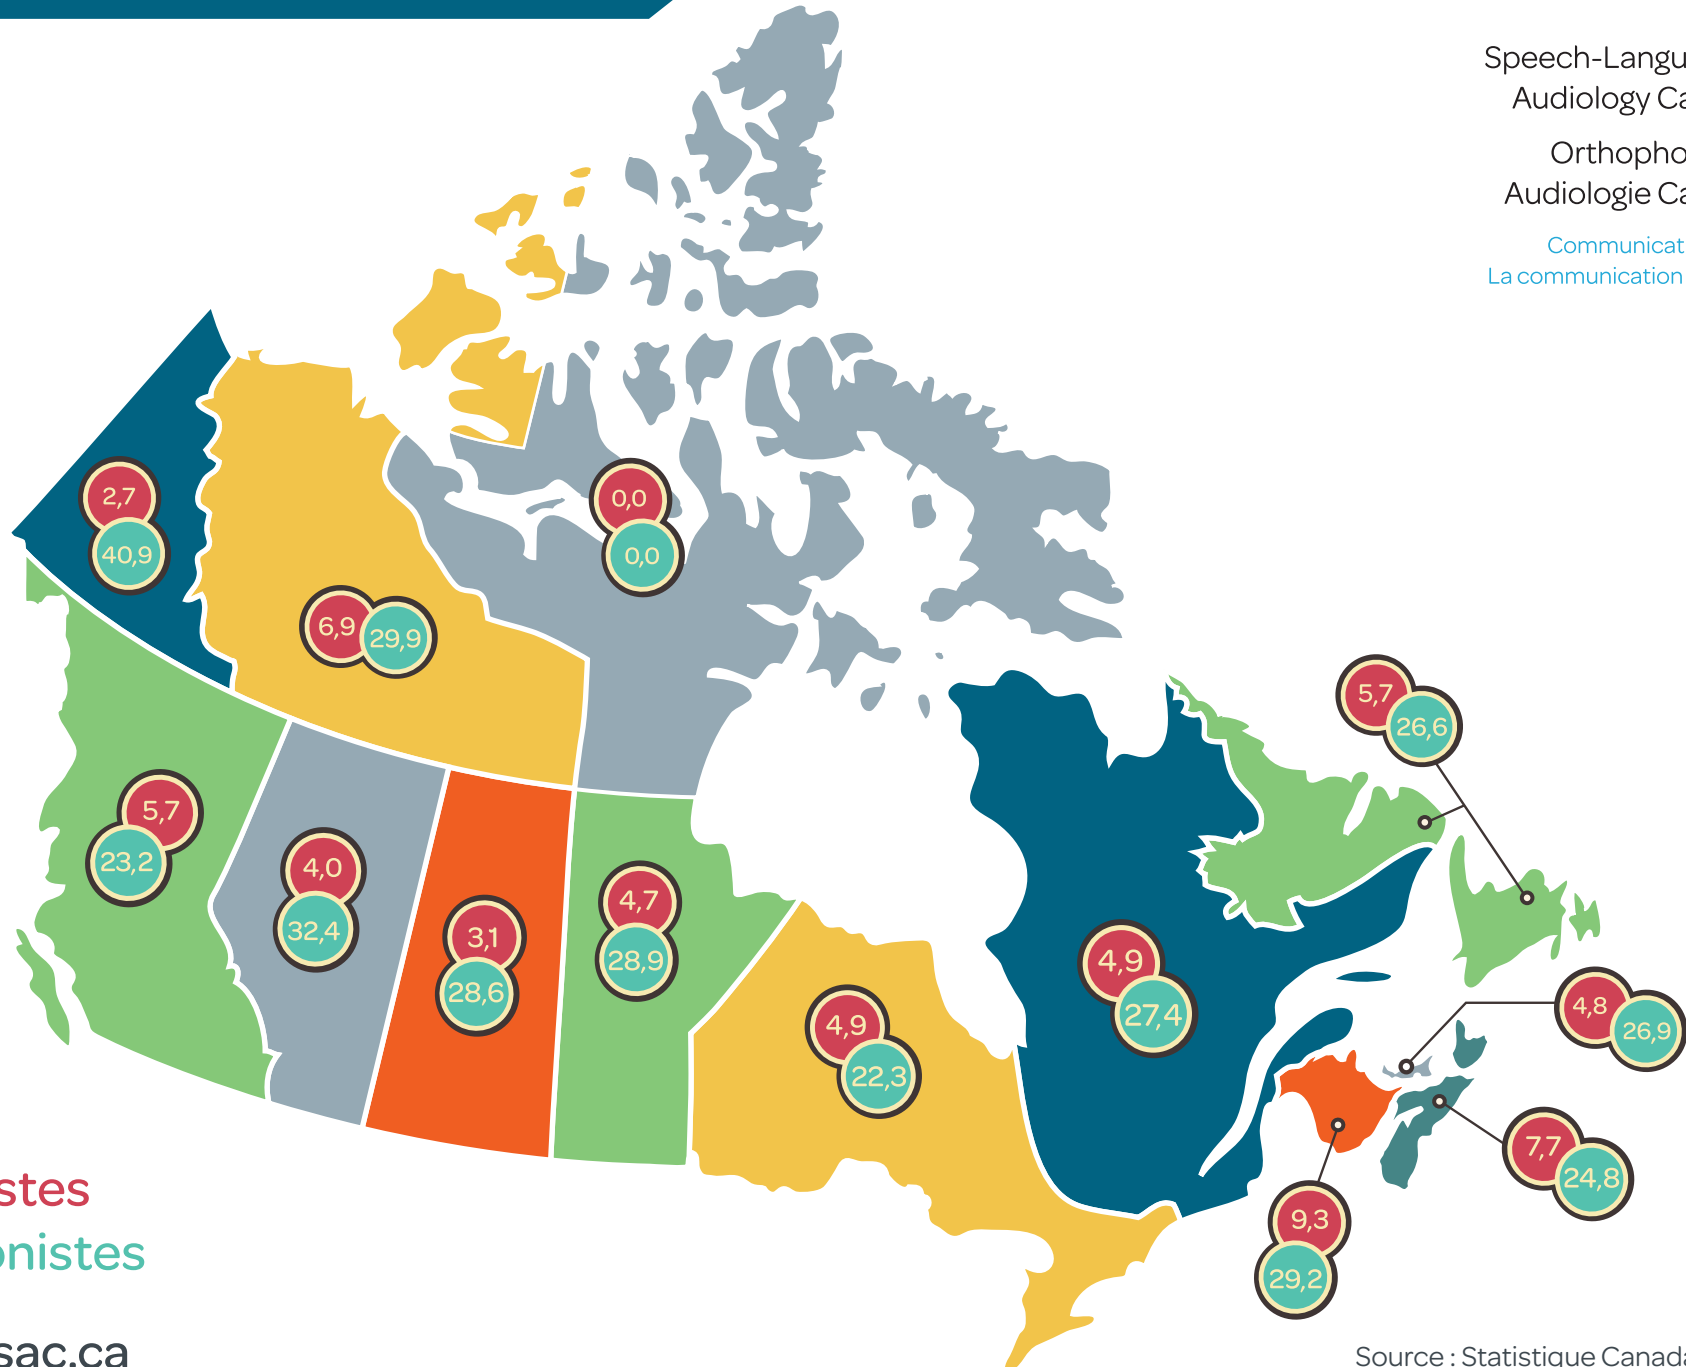 Speech-Langu
Audiology Ca
Orthopho
Audiologie Ca
Communicat
La communication
2,7
40,9
0,0
0,0
6,9
29,9
5,7
26,6
5,7
23,2
4,0
32,4
3,1
28,6
4,7
28,9
4,9
22,3
4,9
27,4
4,8
26,9
7,7
24,8
9,3
29,2
stes
onistes
sac.ca
Source : Statistique Canada